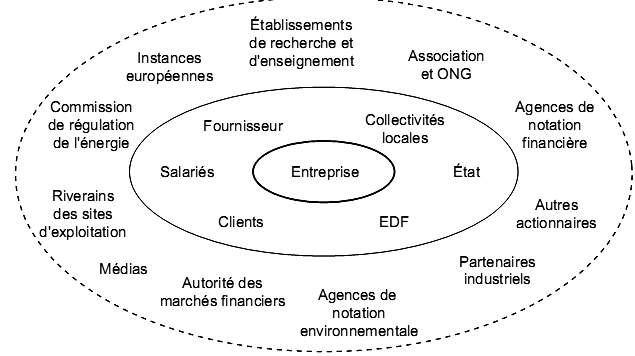 Établissements
de recherche et
d'enseignement
Instances
européennes
Association
et ONG
Commission
de régulation
de l'énergie
Fournisseur
Collectivités
locales
Agences de
notation
financière
Salariés
Entreprise
État
Riverains
des sites
d'exploitation
Clients
EDF
Autres
actionnaires
Médias
Autorité des
marchés financiers
Agences de
notation
environnementale
Partenaires
industriels